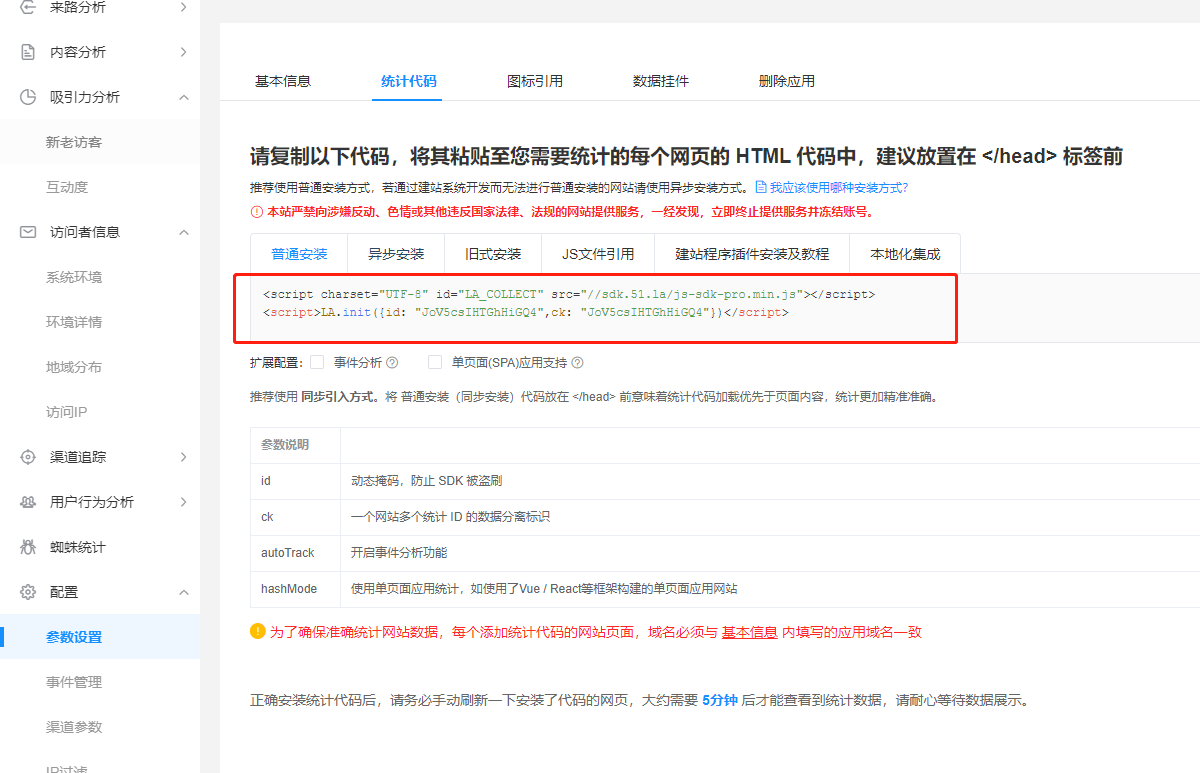 来路分析
内容分析
吸引力分析
新老访客
互动度
访问者信息
系统环境
环境详情
地域分布
访问IP
渠道追踪
用户行为分析
蜘蛛统计
配置
参数设置
事件管理
渠道参数
IP过滤
基本信息 统计代码 图标引用 数据挂件 删除应用
请复制以下代码，将其粘贴至您需要统计的每个网页的 HTML 代码中，建议放置在 </head> 标签前
推荐使用普通安装方式，若通过建站系统开发而无法进行普通安装的网站请使用异步安装方式。 我应该使用哪种安装方式?
本站严禁向涉嫌反动、色情或其他违反国家法律、法规的网站提供服务，一经发现，立即终止提供服务并冻结账号。
普通安装 异步安装 旧式安装 JS文件引用 建站程序插件安装及教程 本地化集成
<script charset="UTF-8" id="LA_COLLECT" src="//sdk.51.la/js-sdk-pro.min.js"></script>
<script>LA.init({id: "JoV5csIHTGhHiGQ4",ck: "JoV5csIHTGhHiGQ4"})</script>
扩展配置： 事件分析 ? 单页面(SPA)应用支持 ?
推荐使用 同步引入方式。将 普通安装（同步安装）代码放在 </head> 前意味着统计代码加载优先于页面内容，统计更加精准准确。
参数说明
id 动态掩码，防止 SDK 被盗刷
ck 一个网站多个统计 ID 的数据分离标识
autoTrack 开启事件分析功能
hashMode 使用单页面应用统计，如使用了Vue / React等框架构建的单页面应用网站
为了确保准确统计网站数据，每个添加统计代码的网站页面，域名必须与 基本信息 内填写的应用域名一致
正确安装统计代码后，请务必手动刷新一下安装了代码的网页，大约需要 5分钟 后才能查看到统计数据，请耐心等待数据展示。